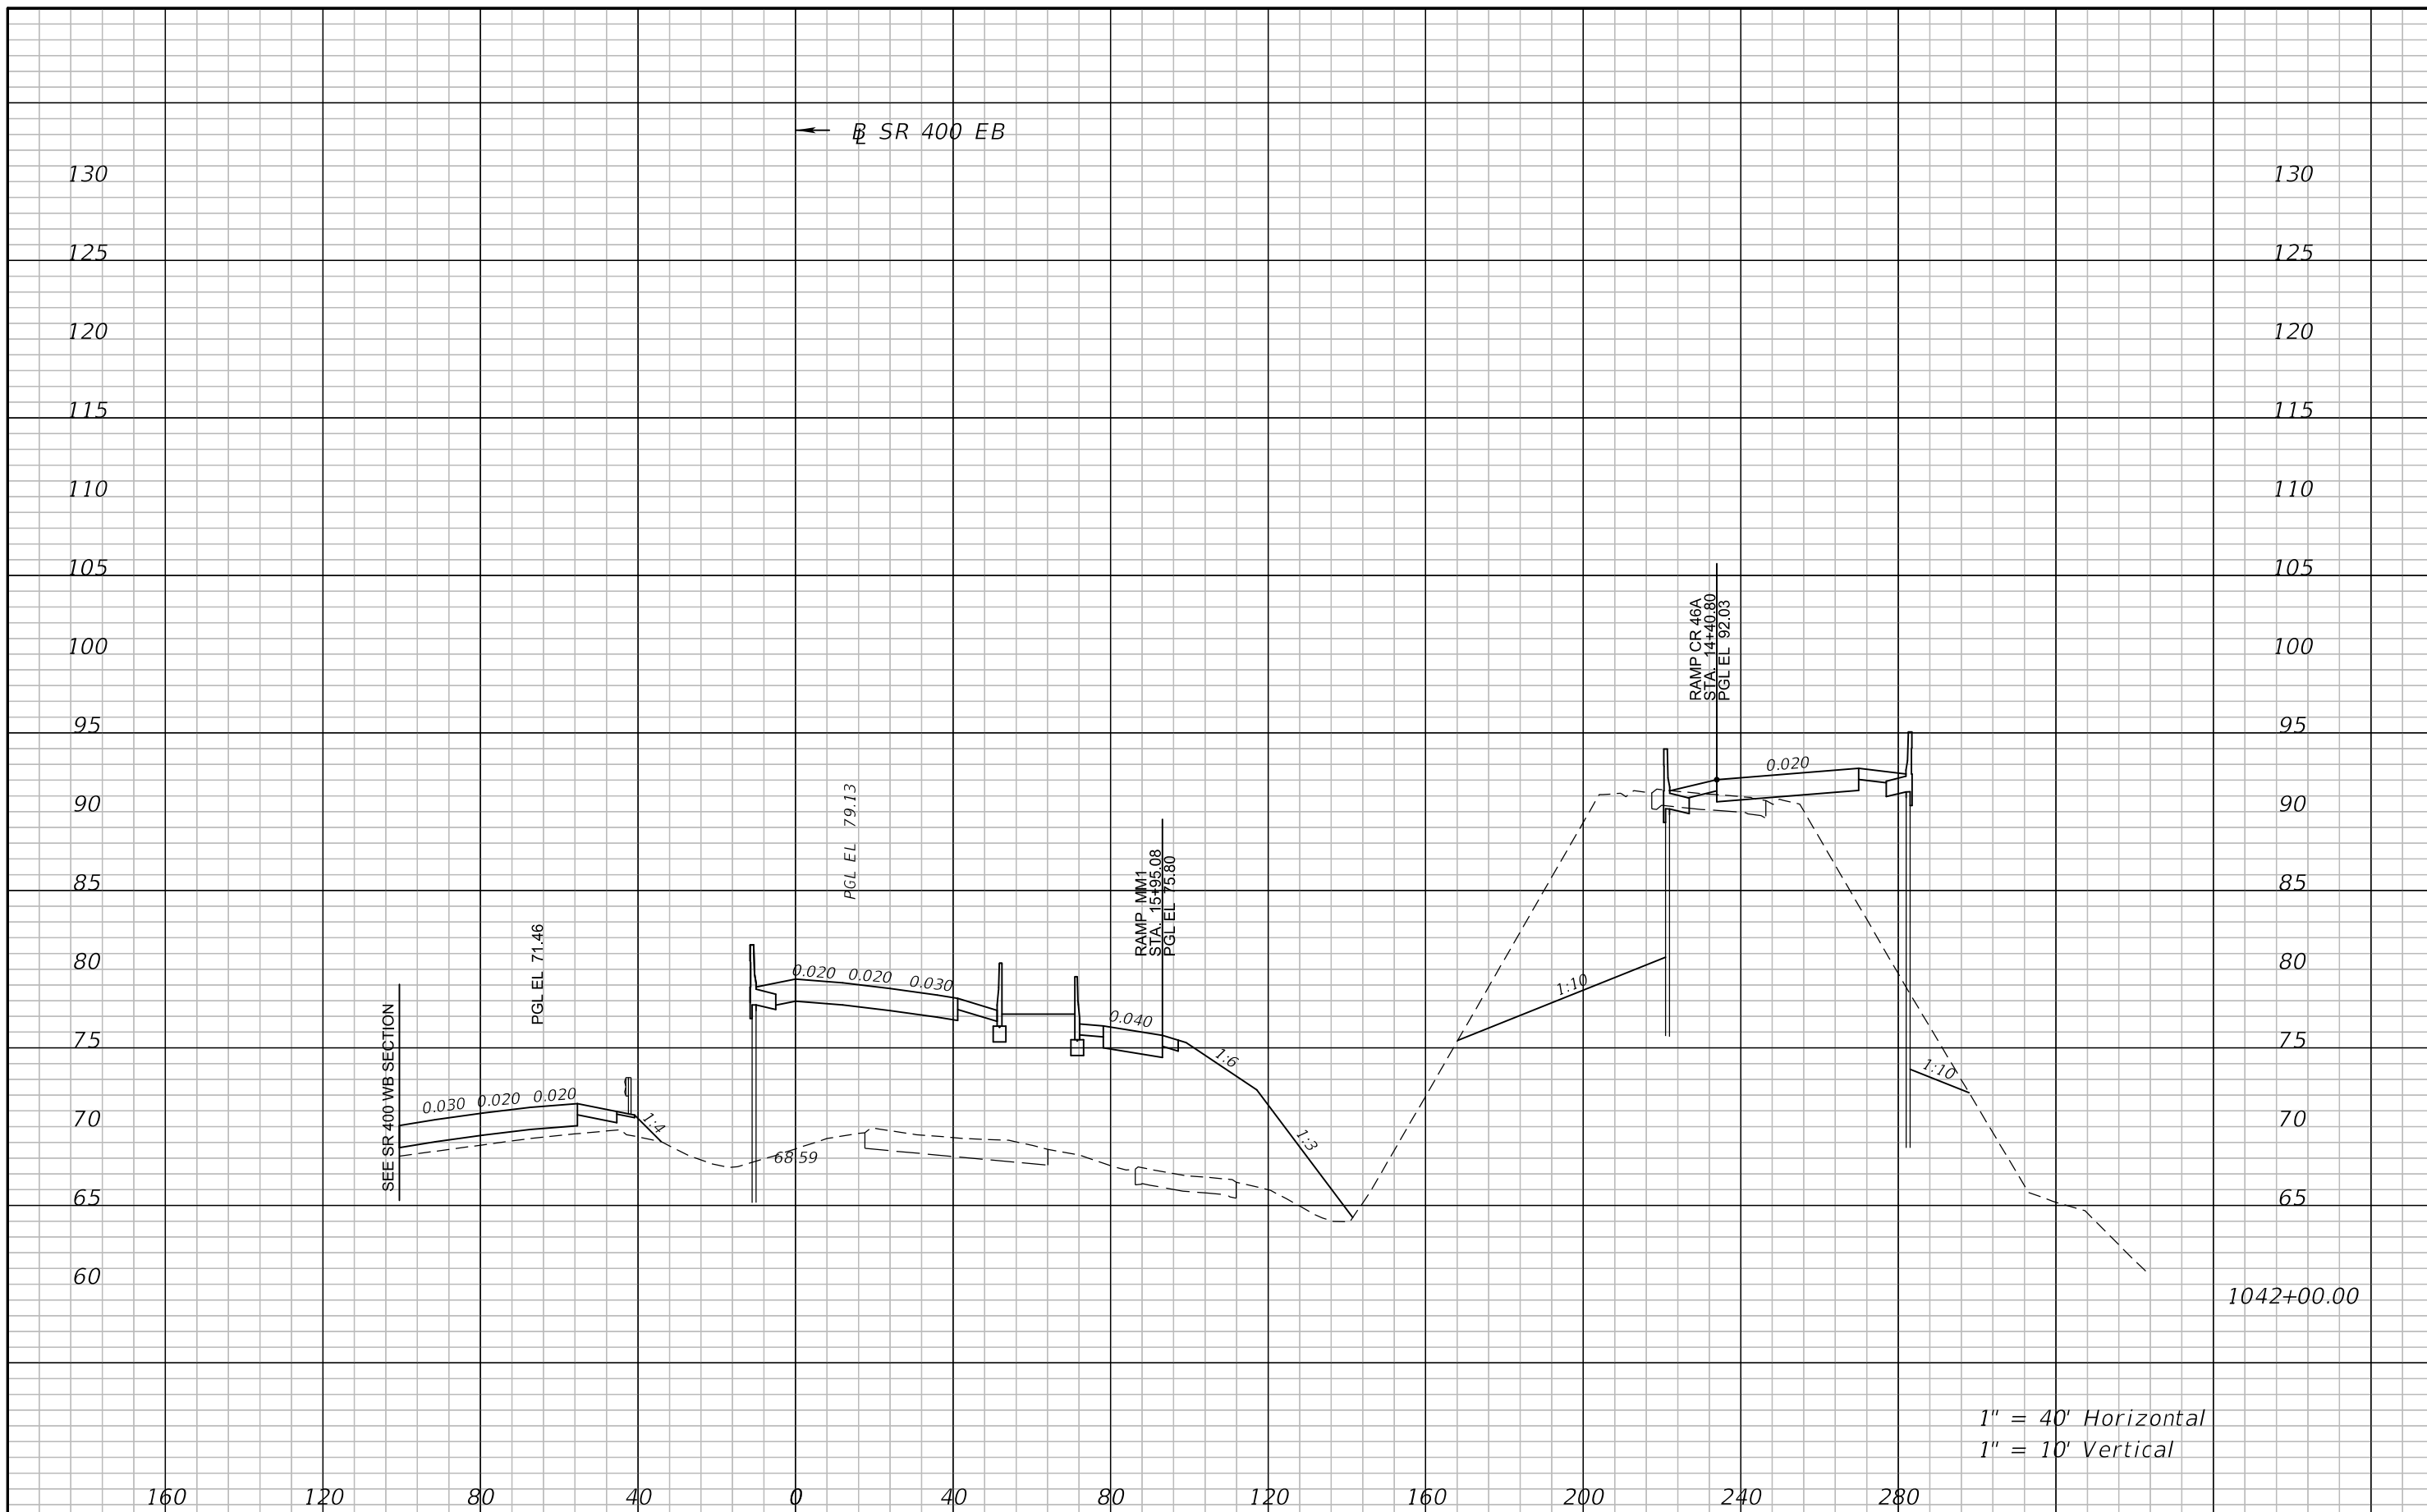 ℄ SR 400 EB
130 130
125 125
120 120
115 115
110 110
105 105
RAMP CR 46A
STA. 14+40.80
PGL EL 92.03
100 100
95 95
0.020
90 90
PGL EL 79.13
RAMP MM1
STA. 15+95.08
PGL EL 75.80
85 85
PGL EL 71.46
80 80
0.020 0.020 0.030
1:10
SEE SR 400 WB SECTION
0.040
75 75
1:6
1:10
0.030 0.020 0.020
70 70
1:4
1:3
68.59
65 65
60
1042+00.00
1" = 40' Horizontal
1" = 10' Vertical
160 120 80 40 0 40 80 120 160 200 240 280